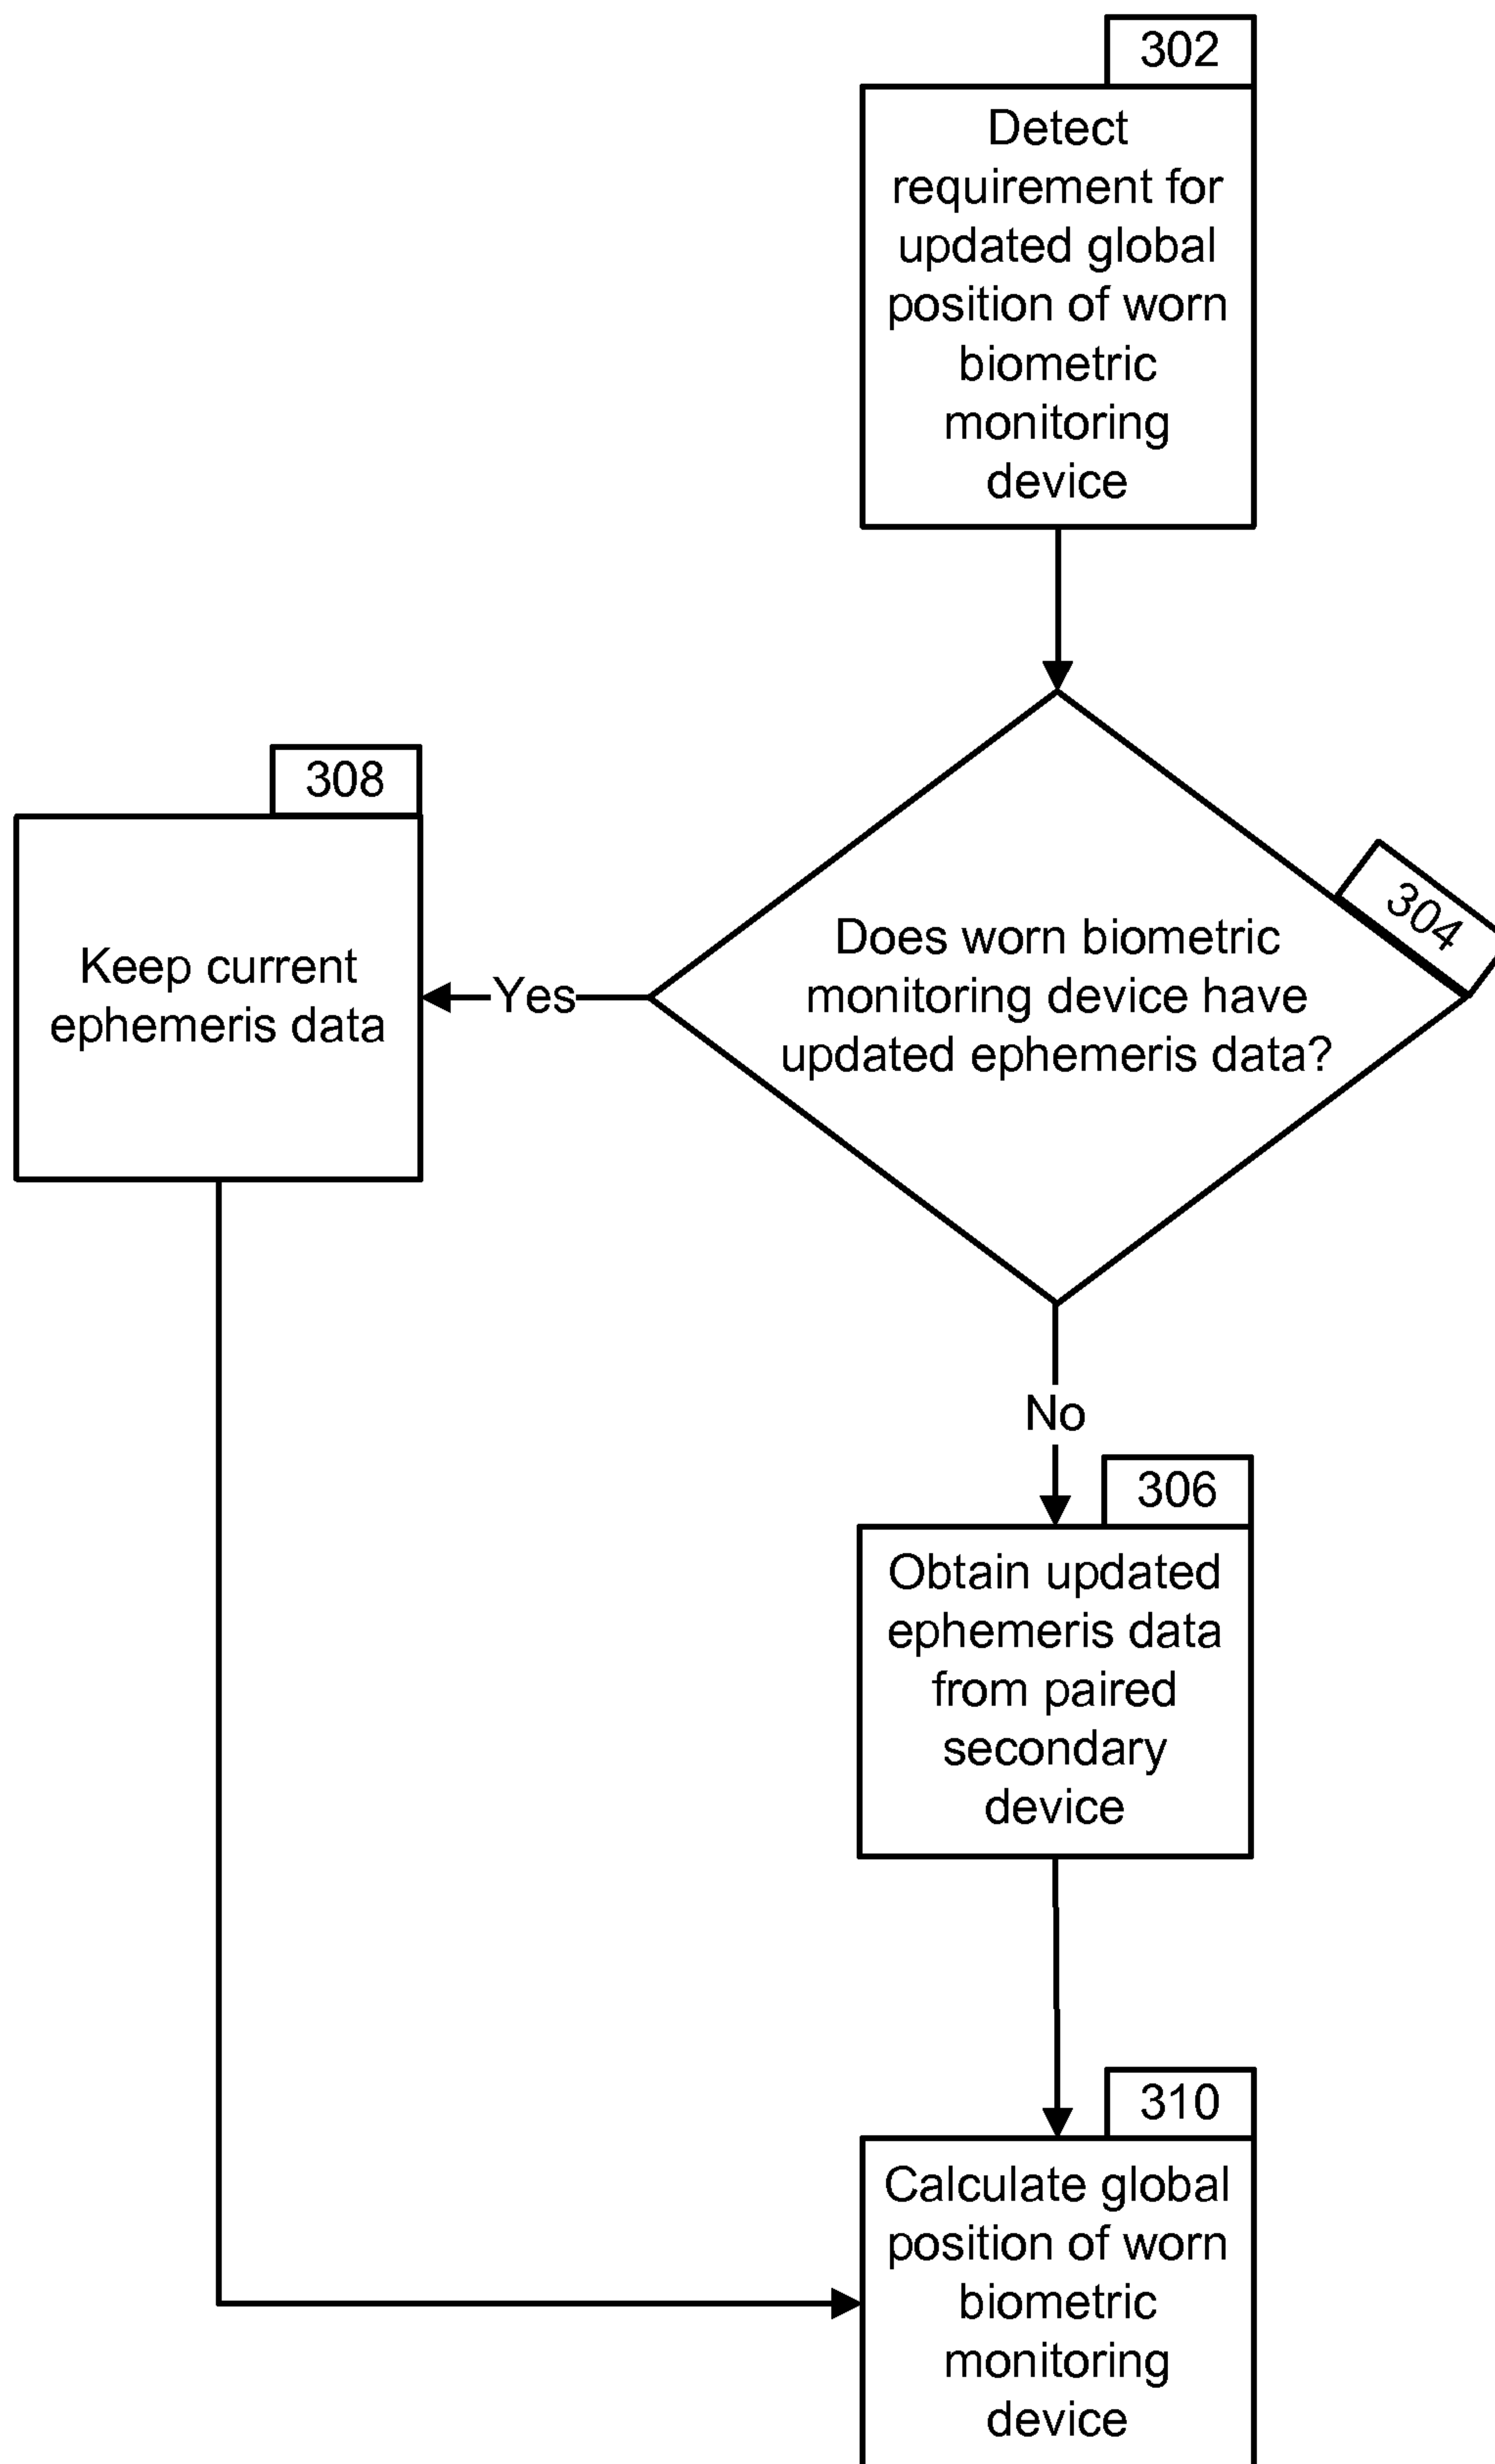 302
Detect
requirement for
updated global
position of worn
biometric
monitoring
device
304
Does worn biometric
monitoring device have
updated ephemeris data?
Yes
308
Keep current
ephemeris data
No
306
Obtain updated
ephemeris data
from paired
secondary
device
310
Calculate global
position of worn
biometric
monitoring
device